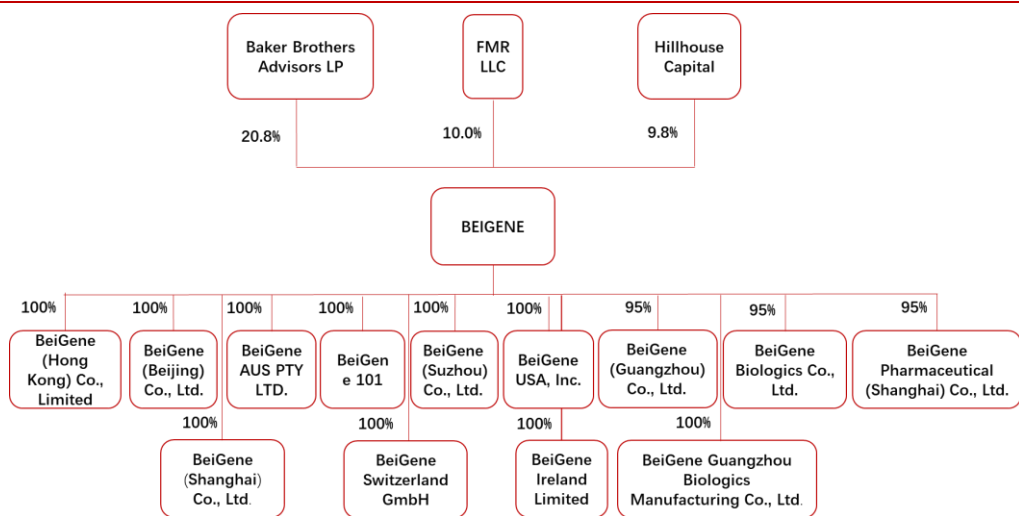 Baker Brothers
Advisors LP
FMR
LLC
Hillhouse
Capital
20.8%
10.0%
9.8%
BEIGENE
100%
100%
100%
100%
100%
100%
95%
95%
95%
BeiGene
(Hong
Kong) Co.,
Limited
BeiGene
(Beijing)
Co., Ltd.
BeiGene
AUS PTY
LTD.
BeiGen
e 101
BeiGene
(Suzhou)
Co., Ltd.
BeiGene
USA, Inc.
BeiGene
(Guangzhou)
Co., Ltd.
BeiGene
Biologics Co.,
Ltd.
BeiGene
Pharmaceutical
(Shanghai) Co., Ltd.
100%
100%
100%
100%
BeiGene
(Shanghai)
Co., Ltd.
BeiGene
Switzerland
GmbH
BeiGene
Ireland
Limited
BeiGene Guangzhou
Biologics
Manufacturing Co., Ltd.